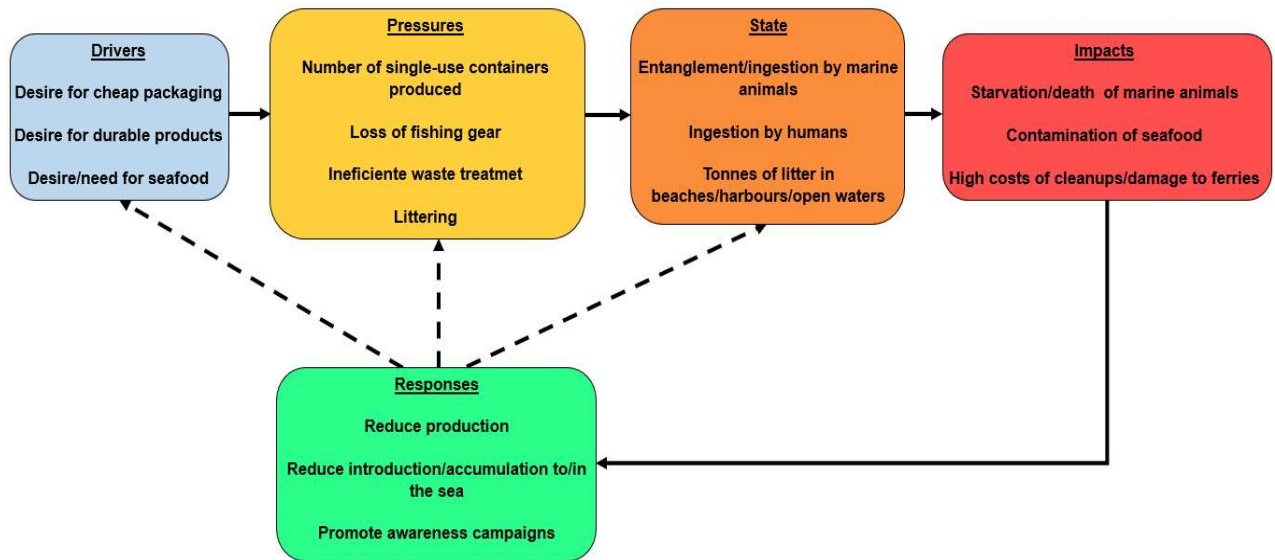 Drivers
Desire for cheap packaging
Desire for durable products
Desire/need for seafood
Pressures
Number of single-use containers
produced
Loss of fishing gear
Ineficiente waste treatmet
Littering
State
Entanglement/ingestion by marine
animals
Ingestion by humans
Tonnes of litter in
beaches/harbours/open waters
Impacts
Starvation/death of marine animals
Contamination of seafood
High costs of cleanups/damage to ferries
Responses
Reduce production
Reduce introduction/accumulation to/in
the sea
Promote awareness campaigns